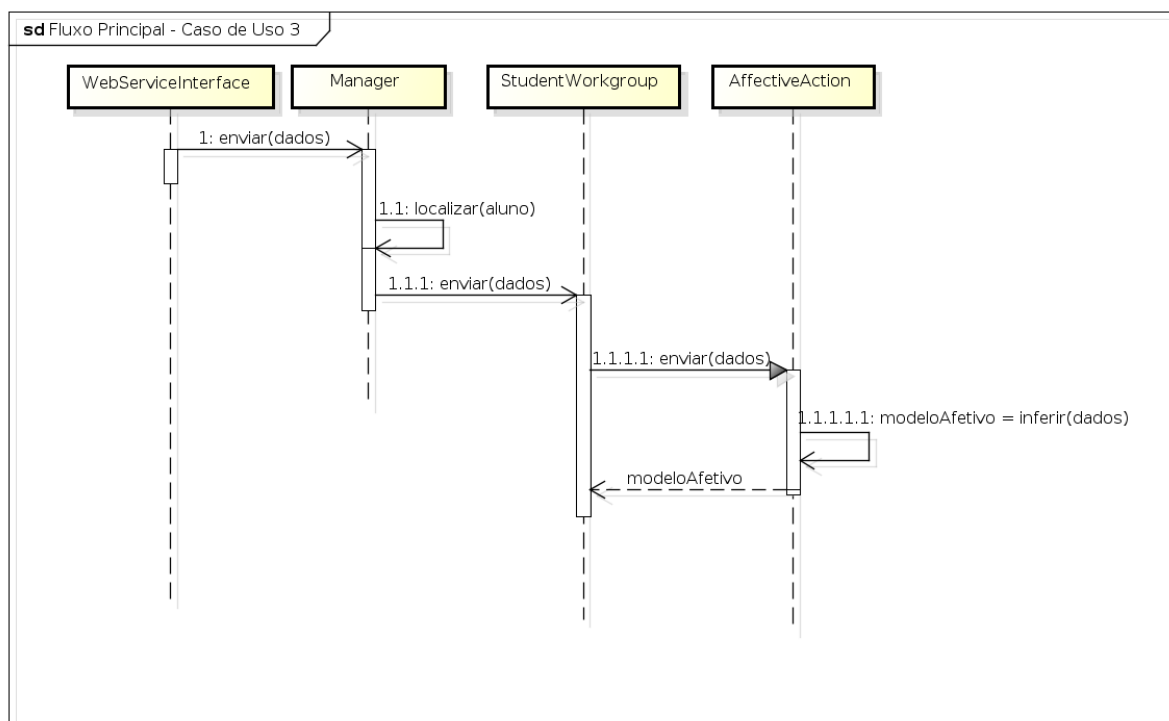 sd Fluxo Principal - Caso de Uso 3
WebServiceInterface
Manager
StudentWorkgroup
AffectiveAction
1: enviar(dados)
1.1: localizar(aluno)
1.1.1: enviar(dados)
1.1.1.1: enviar(dados)
1.1.1.1.1: modeloAfetivo = inferir(dados)
modeloAfetivo